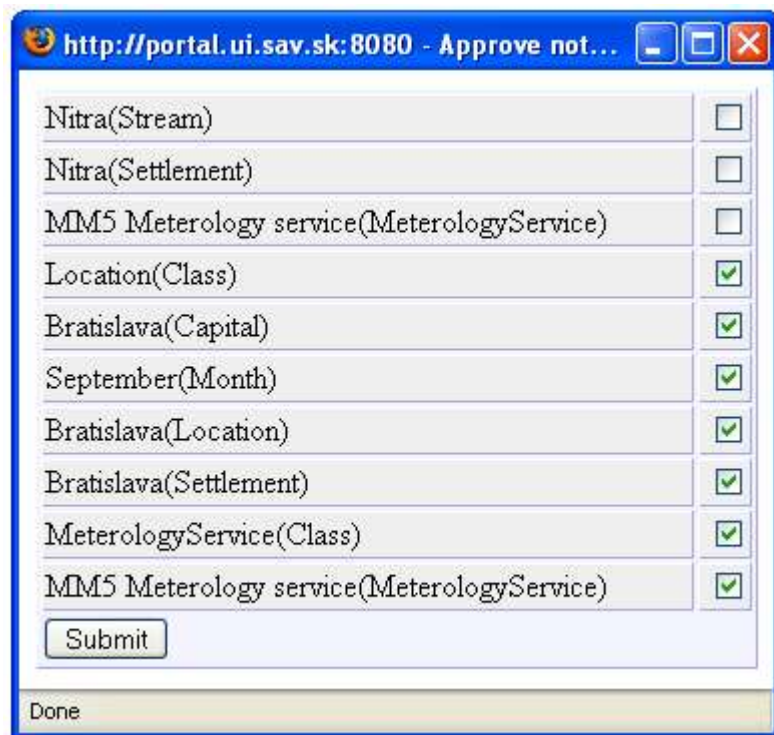 http://portal.ui.sav.sk:8080 - Approve not...
Nitra(Stream)
Nitra(Settlement)
MM5 Meterology service(MeterologyService)
Location(Class)
Bratislava(Capital)
September(Month)
Bratislava(Location)
Bratislava(Settlement)
MeterologyService(Class)
MM5 Meterology service(MeterologyService)
Submit
Done